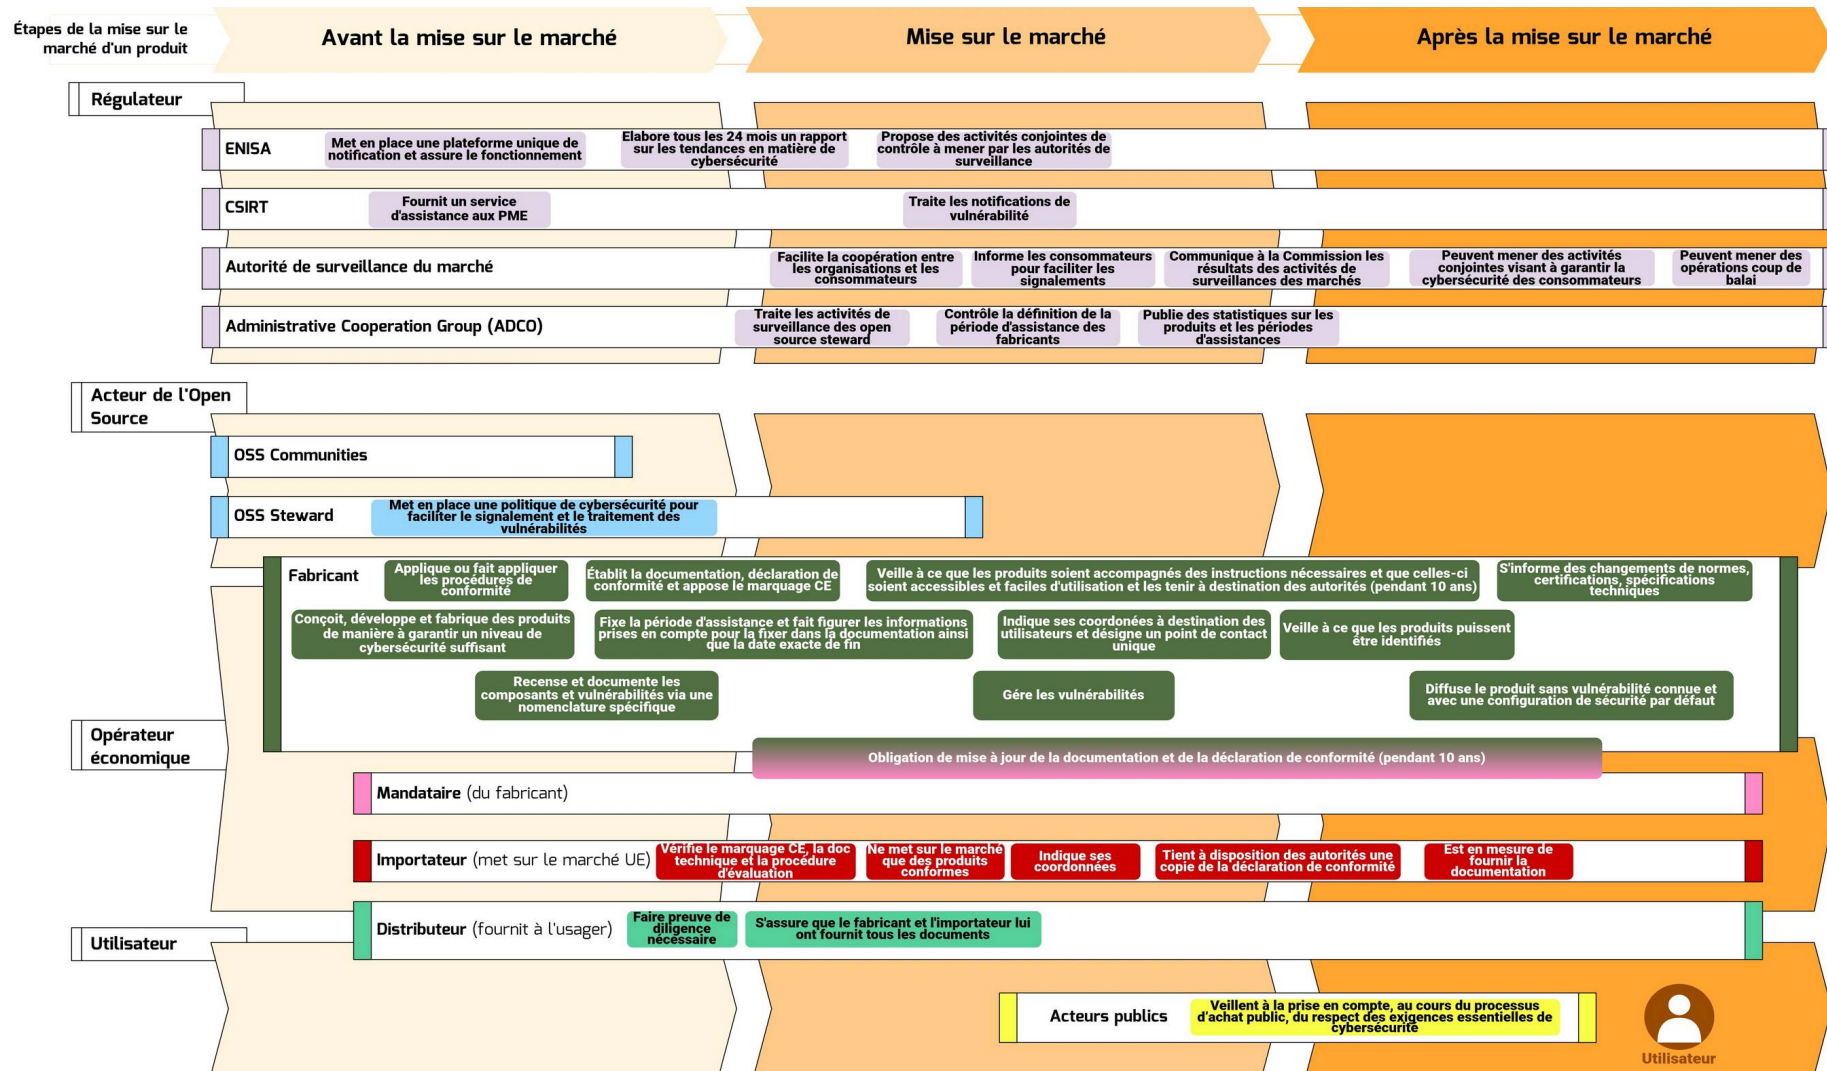 Étapes de la mise sur le
marché d'un produit
Avant la mise sur le marché
Mise sur le marché
Après la mise sur le marché
Régulateur
ENISA
Met en place une plateforme unique de
notification et assure le fonctionnement
Elabore tous les 24 mois un rapport
sur les tendances en matière de
cybersécurité
Propose des activités conjointes de
contrôle à mener par les autorités de
surveillance
CSIRT
Fournit un service
d'assistance aux PME
Traite les notifications de
vulnérabilité
Autorité de surveillance du marché
Facilite la coopération entre
les organisations et les
consommateurs
Informe les consommateurs
pour faciliter les
signalements
Communique à la Commission les
résultats des activités de
surveillances des marchés
Peuvent mener des activités
conjointes visant à garantir la
cybersécurité des consommateurs
Peuvent mener des
opérations coup de
balai
Administrative Cooperation Group (ADCO)
Traite les activités de
surveillance des open
source steward
Contrôle la définition de la
période d'assistance des
fabricants
Publie des statistiques sur les
produits et les périodes
d'assistances
Acteur de l'Open
Source
OSS Communities
OSS Steward
Met en place une politique de cybersécurité pour
faciliter le signalement et le traitement des
vulnérabilités
Opérateur
économique
Fabricant
Applique ou fait appliquer
les procédures de
conformité
Établit la documentation, déclaration de
conformité et appose le marquage CE
Veille à ce que les produits soient accompagnés des instructions nécessaires et que celles-ci
soient accessibles et faciles d'utilisation et les tenir à destination des autorités (pendant 10 ans)
S'informe des changements de normes,
certifications, spécifications
techniques
Conçoit, développe et fabrique des produits
de manière à garantir un niveau de
cybersécurité suffisant
Fixe la période d'assistance et fait figurer les informations
prises en compte pour la fixer dans la documentation ainsi
que la date exacte de fin
Indique ses coordonées à destination des
utilisateurs et désigne un point de contact
unique
Veille à ce que les produits puissent
être identifiés
Recense et documente les
composants et vulnérabilités via une
nomenclature spécifique
Gére les vulnérabilités
Diffuse le produit sans vulnérabilité connue et
avec une configuration de sécurité par défaut
Obligation de mise à jour de la documentation et de la déclaration de conformité (pendant 10 ans)
Mandataire (du fabricant)
Importateur (met sur le marché UE)
Vérifie le marquage CE, la doc
technique et la procédure
d'évaluation
Ne met sur le marché
que des produits
conformes
Indique ses
coordonnées
Tient à disposition des autorités une
copie de la déclaration de conformité
Est en mesure de
fournir la
documentation
Distributeur (fournit à l'usager)
Faire preuve de
diligence
nécessaire
S'assure que le fabricant et l'importateur lui
ont fournit tous les documents
Utilisateur
Acteurs publics
Veillent à la prise en compte, au cours du processus
d'achat public, du respect des exigences essentielles de
cybersécurité
Utilisateur